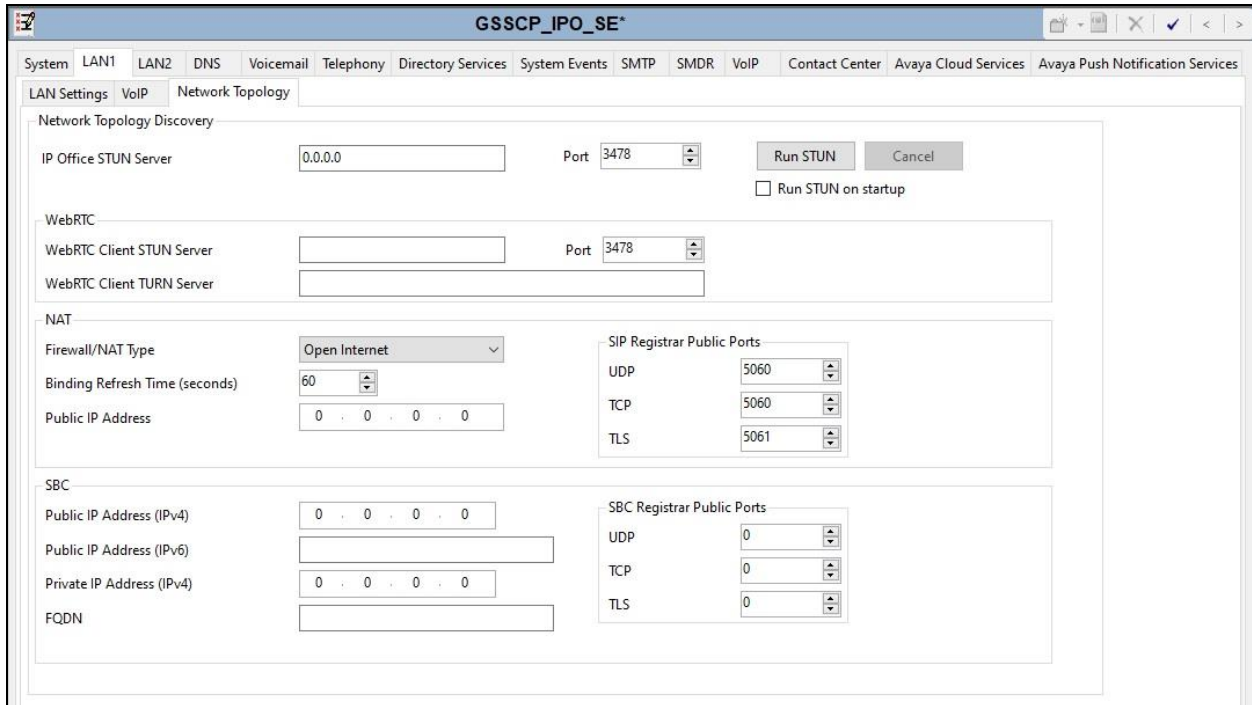 GSSCP_IPO_SE*
System LAN1 LAN2 DNS Voicemail Telephony Directory Services System Events SMTP SMDR VoIP Contact Center Avaya Cloud Services Avaya Push Notification Services
LAN Settings VoIP Network Topology
Network Topology Discovery
IP Office STUN Server 0.0.0.0 Port 3478 Run STUN Cancel
Run STUN on startup
WebRTC
WebRTC Client STUN Server Port 3478
WebRTC Client TURN Server
NAT
Firewall/NAT Type Open Internet
Binding Refresh Time (seconds) 60
Public IP Address 0 . 0 . 0 . 0
SIP Registrar Public Ports
UDP 5060
TCP 5060
TLS 5061
SBC
Public IP Address (IPv4) 0 . 0 . 0 . 0
Public IP Address (IPv6)
Private IP Address (IPv4) 0 . 0 . 0 . 0
FQDN
SBC Registrar Public Ports
UDP 0
TCP 0
TLS 0